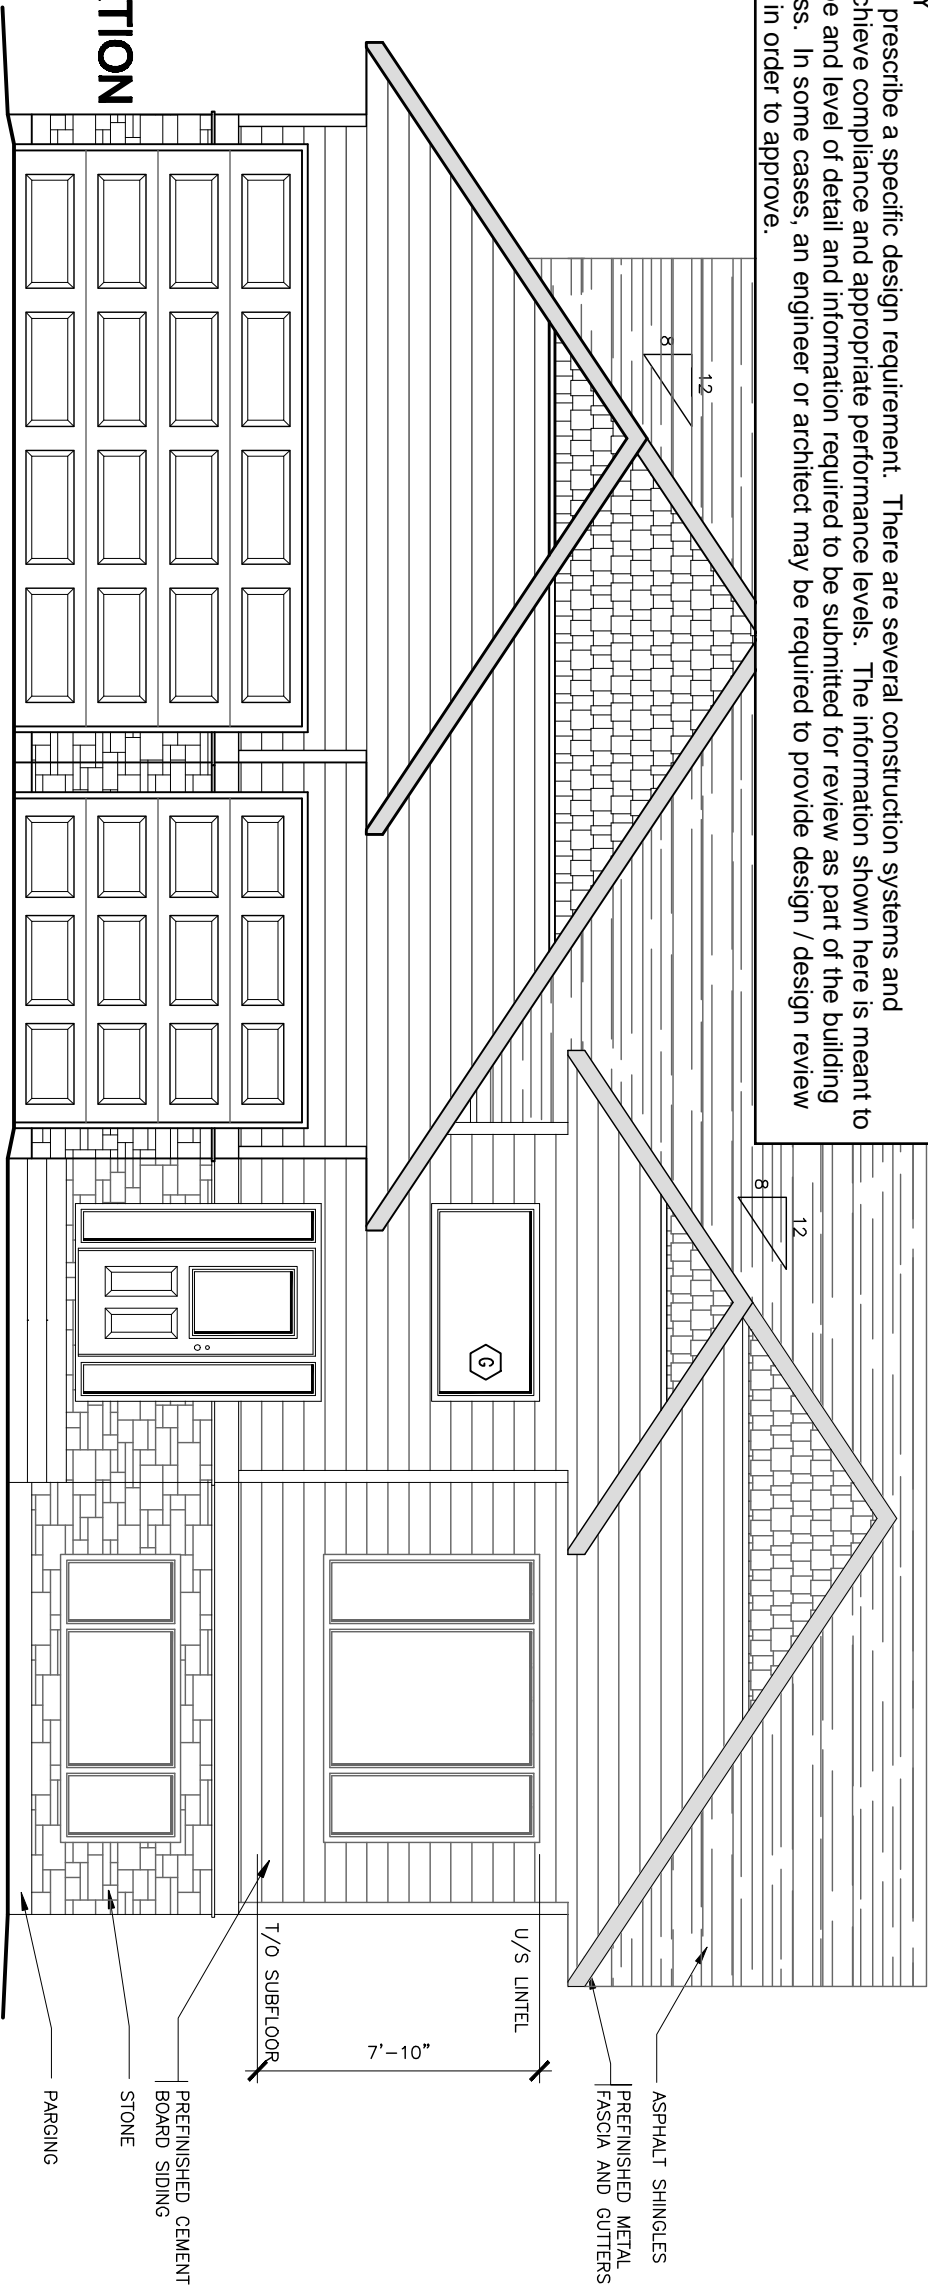 Y
prescribe a specific design requirement. There are several construction systems and
chieve compliance and appropriate performance levels. The information shown here is meant to
and level of detail and information required to be submitted for review as part of the building
In some cases, an engineer or architect may be required to provide design / design review
in order to approve.
12
8
12
8
G
ASPHALT SHINGLES
PREFINISHED METAL
FASCIA AND GUTTERS
U/S LINTEL
7'-10"
T/O SUBFLOOR
PREFINISHED CEMENT
BOARD SIDING
STONE
PARGING
TION